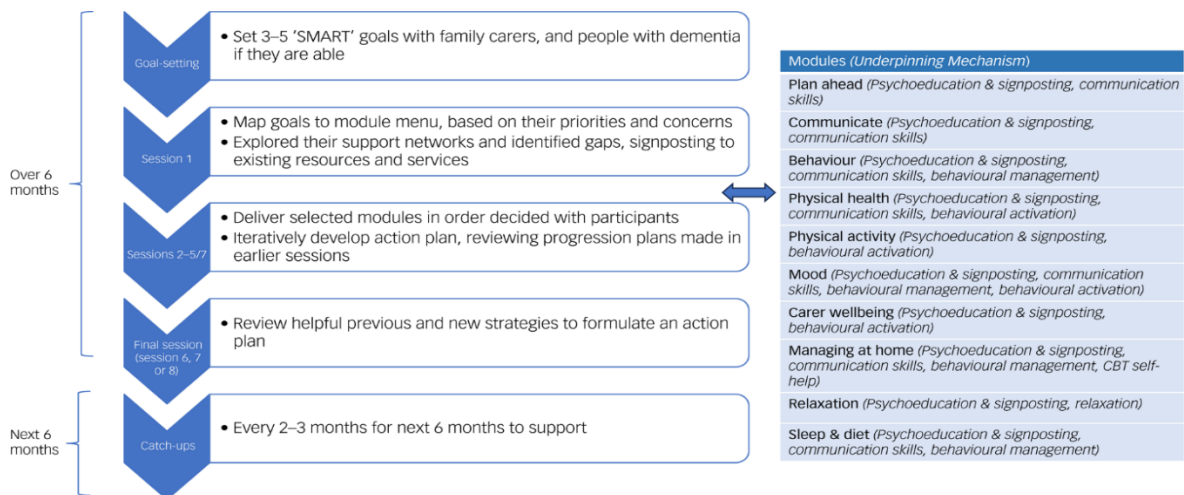 Over 6
months
Goal-setting
• Set 3–5 'SMART' goals with family carers, and people with dementia
if they are able
Session 1
• Map goals to module menu, based on their priorities and concerns
• Explored their support networks and identified gaps, signposting to
existing resources and services
Sessions 2–5/7
• Deliver selected modules in order decided with participants
• Iteratively develop action plan, reviewing progression plans made in
earlier sessions
Final session
(session 6, 7
or 8)
• Review helpful previous and new strategies to formulate an action
plan
Next 6
months
Catch-ups
• Every 2–3 months for next 6 months to support
Modules (Underpinning Mechanism)
Plan ahead (Psychoeducation & signposting, communication
skills)
Communicate (Psychoeducation & signposting,
communication skills)
Behaviour (Psychoeducation & signposting,
communication skills, behavioural management)
Physical health (Psychoeducation & signposting,
communication skills, behavioural activation)
Physical activity (Psychoeducation & signposting,
behavioural activation)
Mood (Psychoeducation & signposting, communication
skills, behavioural management, behavioural activation)
Carer wellbeing (Psychoeducation & signposting,
behavioural activation)
Managing at home (Psychoeducation & signposting,
communication skills, behavioural management, CBT self-
help)
Relaxation (Psychoeducation & signposting, relaxation)
Sleep & diet (Psychoeducation & signposting,
communication skills, behavioural management)